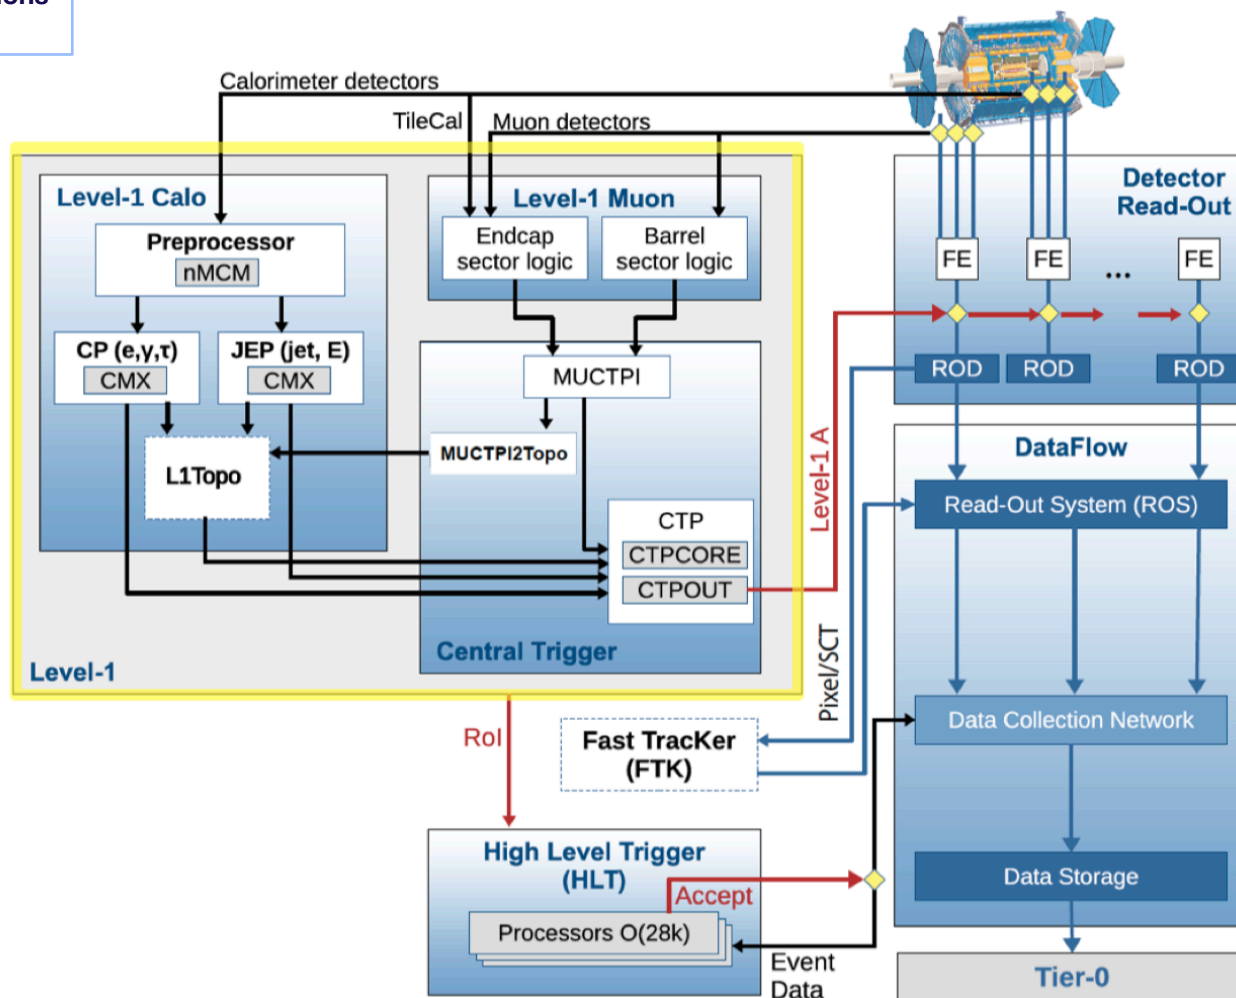 Calorimeter detectors
TileCal
Muon detectors
Level-1 Calo
Preprocessor
nMCM
CP (e,γ,τ)
CMX
JEP (jet, E)
CMX
L1Topo
Level-1 Muon
Endcap
sector logic
Barrel
sector logic
MUCTPI
MUCTPI2Topo
CTP
CTPCORE
CTPOUT
Central Trigger
Level-1
Level-1 A
Detector
Read-Out
FE
FE
...
FE
ROD
ROD
ROD
DataFlow
Read-Out System (ROS)
Data Collection Network
Data Storage
Tier-0
Pixel/SCT
RoI
Fast TracKer
(FTK)
High Level Trigger
(HLT)
Accept
Processors O(28k)
Event
Data